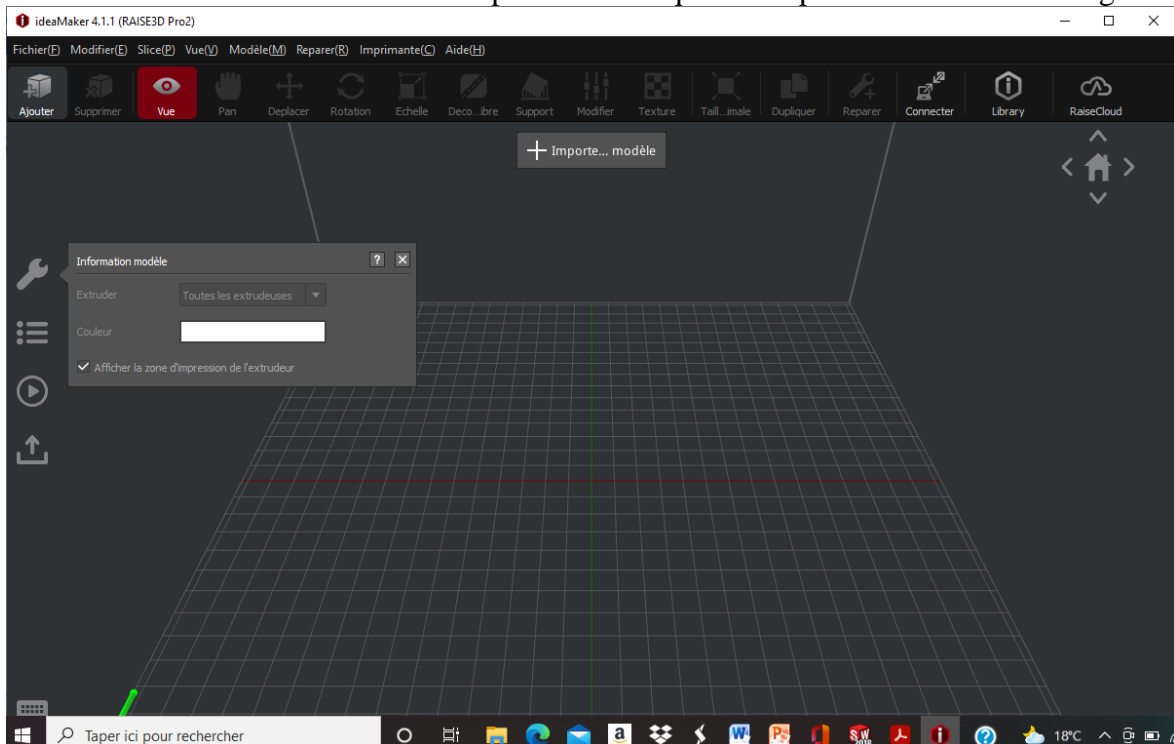 ideaMaker 4.1.1 (RAISE3D Pro2)
Fichier(F) Modifier(E) Slice(P) Vue(V) Modèle(M) Reparer(R) Imprimante(C) Aide(H)
Ajouter Supprimer Vue Pan Deplacer Rotation Echelle Deco...ibre Support Modifier Texture Taill...imale Dupliquer Reparer Connecter Library RaiseCloud
Importe... modèle
Information modèle ?
Extruder Toutes les extrudeuses
Couleur
Afficher la zone d'impression de l'extrudeur
Taper ici pour rechercher
18°C